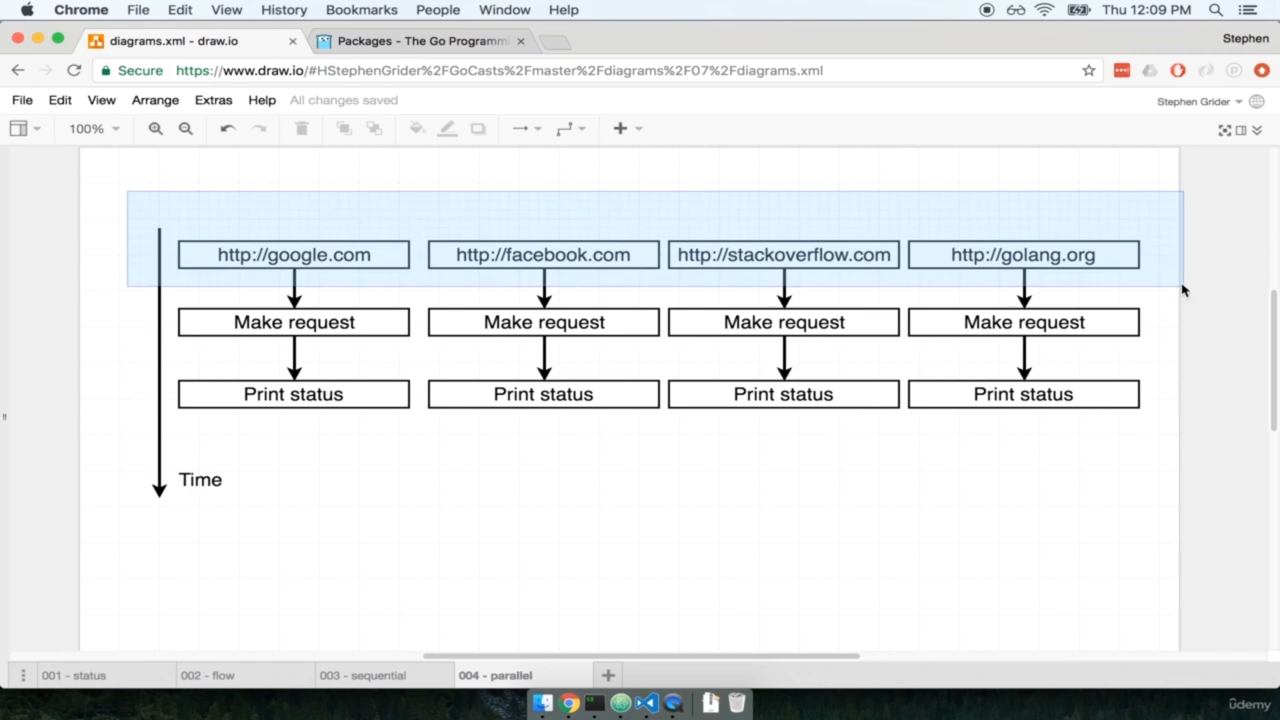 Chrome File Edit View History Bookmarks People Window Help Thu 12:09 PM
diagrams.xml - draw.io Packages - The Go Programmi Stephen
Secure https://www.draw.io/#HStephenGrider%2FGoCasts%2Fmaster%2Fdiagrams%2F07%2Fdiagrams.xml
File Edit View Arrange Extras Help All changes saved Stephen Grider
100%
http://google.com http://facebook.com http://stackoverflow.com http://golang.org
Make request Make request Make request Make request
Print status Print status Print status Print status
Time
001 - status 002 - flow 003 - sequential 004 - parallel
ûdemy